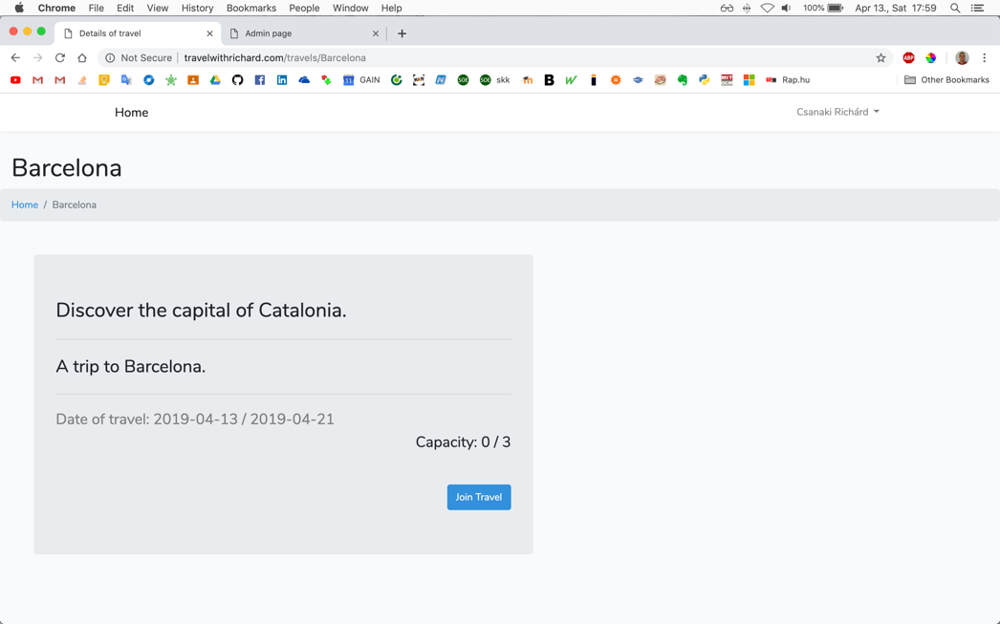 Chrome File Edit View History Bookmarks People Window Help 100% Apr 13., Sat 17:59
Details of travel Admin page
Not Secure travelwithrichard.com/travels/Barcelona ABP
GAIN SOE SOE skk m B W i Rap.hu Other Bookmarks
Home Csanaki Richárd
Barcelona
Home / Barcelona
Discover the capital of Catalonia.
A trip to Barcelona.
Date of travel: 2019-04-13 / 2019-04-21
Capacity: 0 / 3
Join Travel